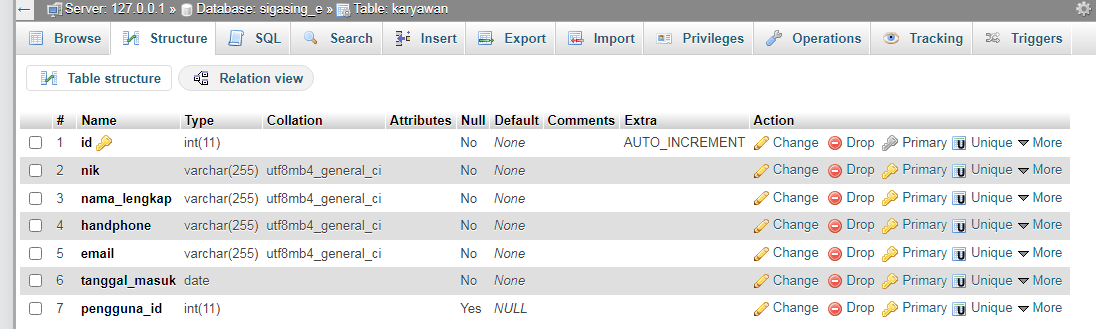 ← Server: 127.0.0.1 » Database: sigasing_e » Table: karyawan
Browse Structure SQL Search Insert Export Import Privileges Operations Tracking Triggers
Table structure Relation view
# Name Type Collation Attributes Null Default Comments Extra Action
1 id int(11) No None AUTO_INCREMENT Change Drop Primary Unique More
2 nik varchar(255) utf8mb4_general_ci No None Change Drop Primary Unique More
3 nama_lengkap varchar(255) utf8mb4_general_ci No None Change Drop Primary Unique More
4 handphone varchar(255) utf8mb4_general_ci No None Change Drop Primary Unique More
5 email varchar(255) utf8mb4_general_ci No None Change Drop Primary Unique More
6 tanggal_masuk date No None Change Drop Primary Unique More
7 pengguna_id int(11) Yes NULL Change Drop Primary Unique More